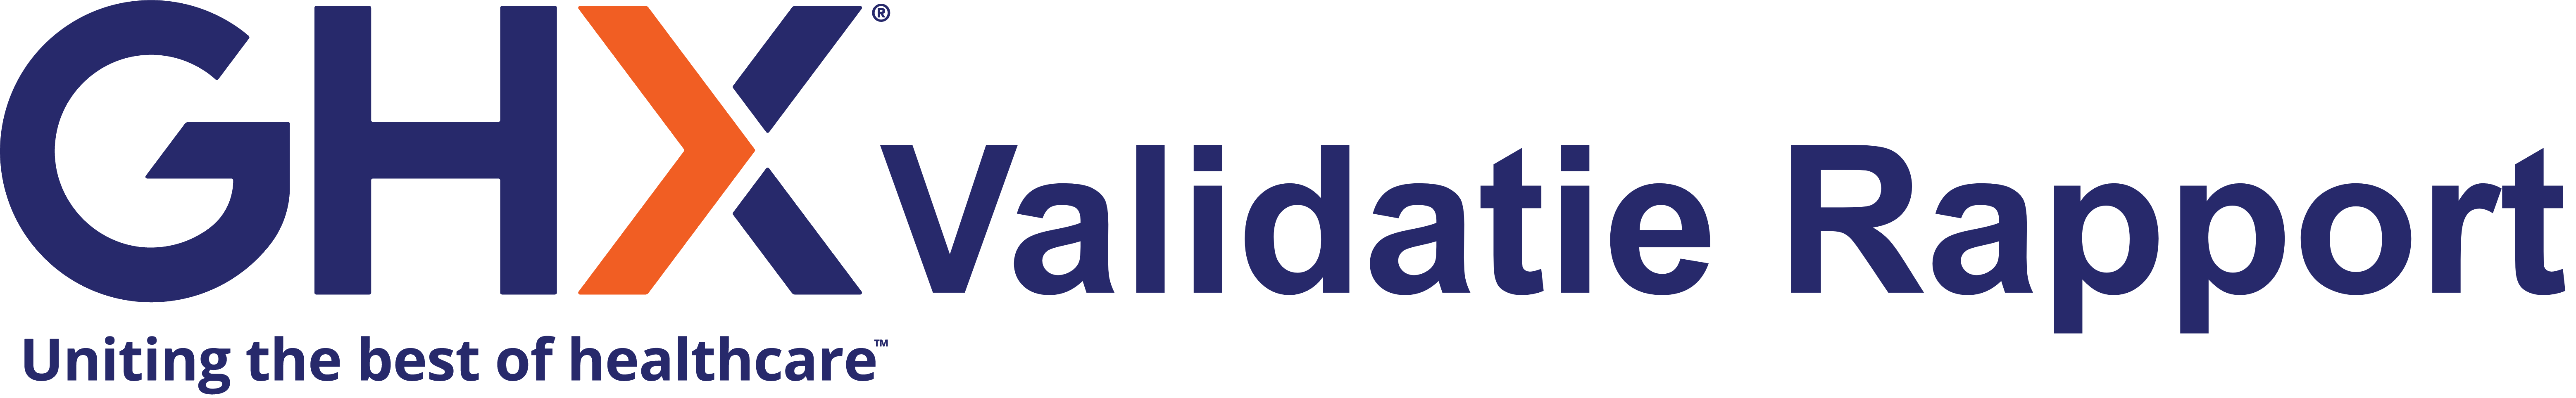 GHX® Validatie Rapport
Uniting the best of healthcare™